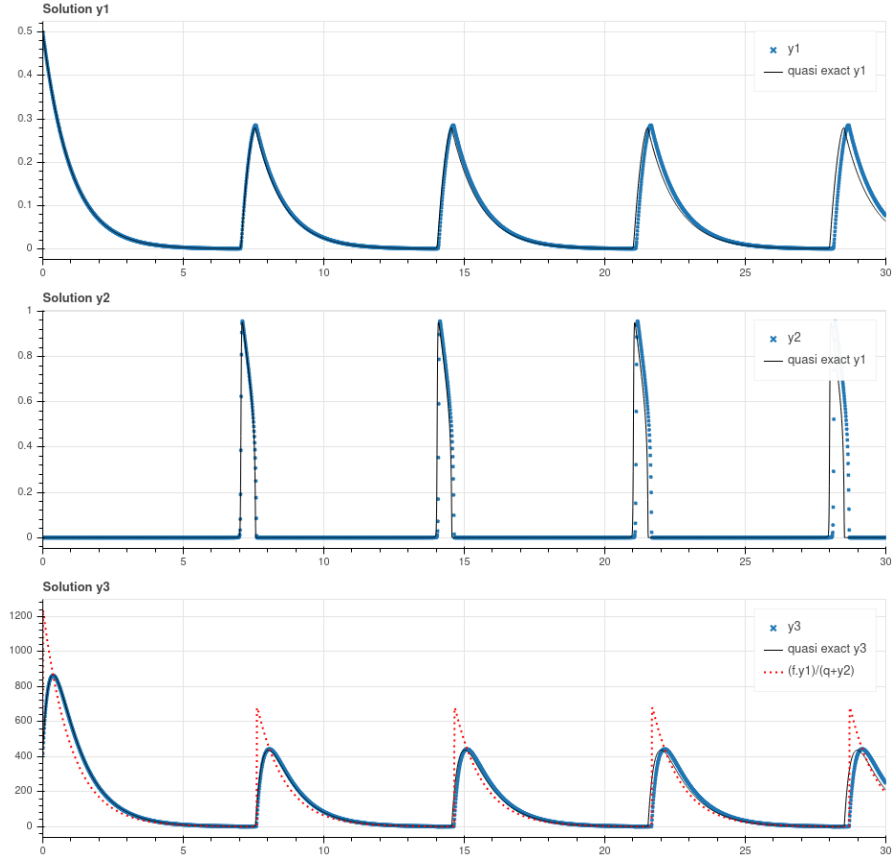 Solution y1
0.5
0.4
0.3
0.2
0.1
0
y1
quasi exact y1
0 5 10 15 20 25 30
Solution y2
1
0.8
0.6
0.4
0.2
0
y2
quasi exact y1
0 5 10 15 20 25 30
Solution y3
1200
1000
800
600
400
200
0
y3
quasi exact y3
(f.y1)/(q+y2)
0 5 10 15 20 25 30